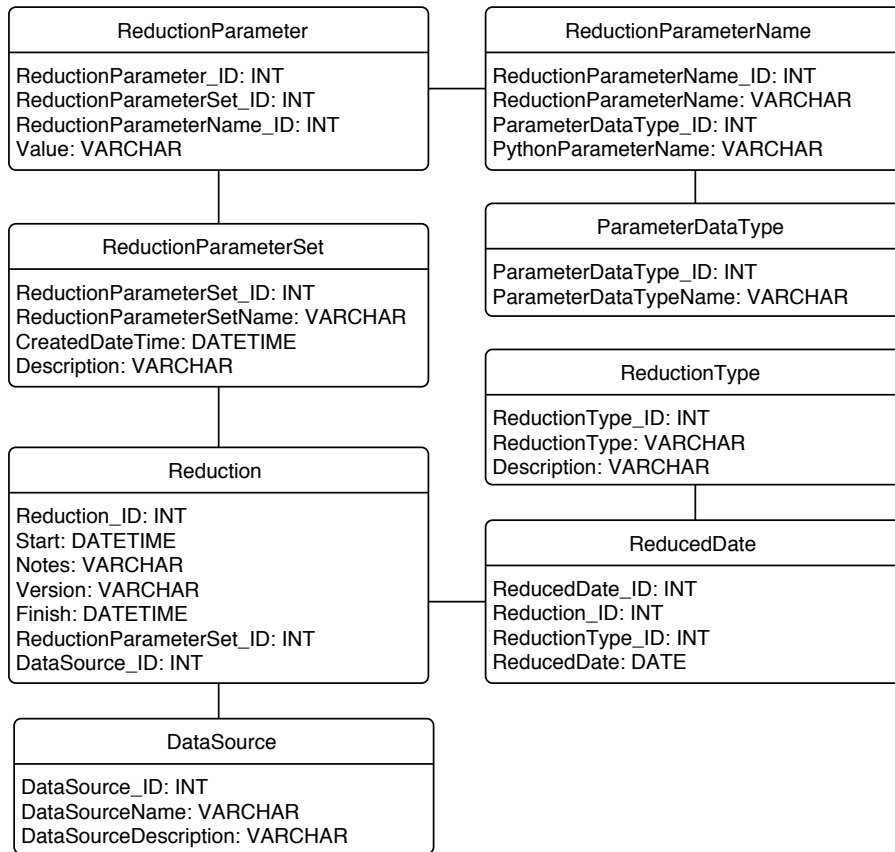 ReductionParameter
ReductionParameter_ID: INT
ReductionParameterSet_ID: INT
ReductionParameterName_ID: INT
Value: VARCHAR
ReductionParameterName
ReductionParameterName_ID: INT
ReductionParameterName: VARCHAR
ParameterDataType_ID: INT
PythonParameterName: VARCHAR
ReductionParameterSet
ReductionParameterSet_ID: INT
ReductionParameterSetName: VARCHAR
CreatedDateTime: DATETIME
Description: VARCHAR
ParameterDataType
ParameterDataType_ID: INT
ParameterDataTypeName: VARCHAR
ReductionType
ReductionType_ID: INT
ReductionType: VARCHAR
Description: VARCHAR
Reduction
Reduction_ID: INT
Start: DATETIME
Notes: VARCHAR
Version: VARCHAR
Finish: DATETIME
ReductionParameterSet_ID: INT
DataSource_ID: INT
ReducedDate
ReducedDate_ID: INT
Reduction_ID: INT
ReductionType_ID: INT
ReducedDate: DATE
DataSource
DataSource_ID: INT
DataSourceName: VARCHAR
DataSourceDescription: VARCHAR